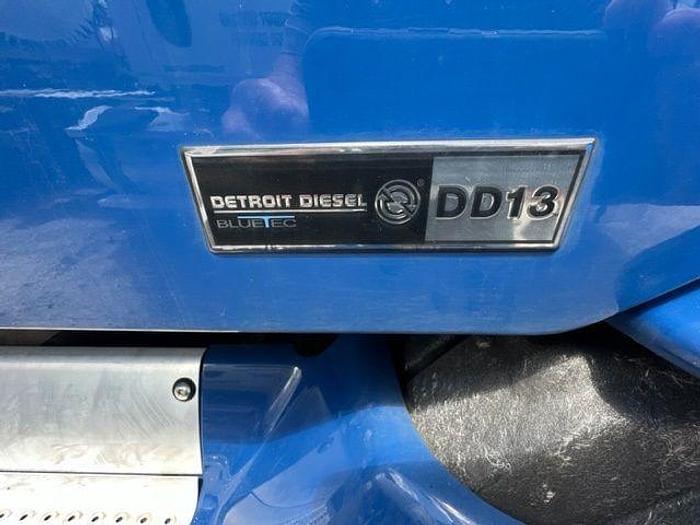 DETROIT DIESEL ® DD13
BLUETEC